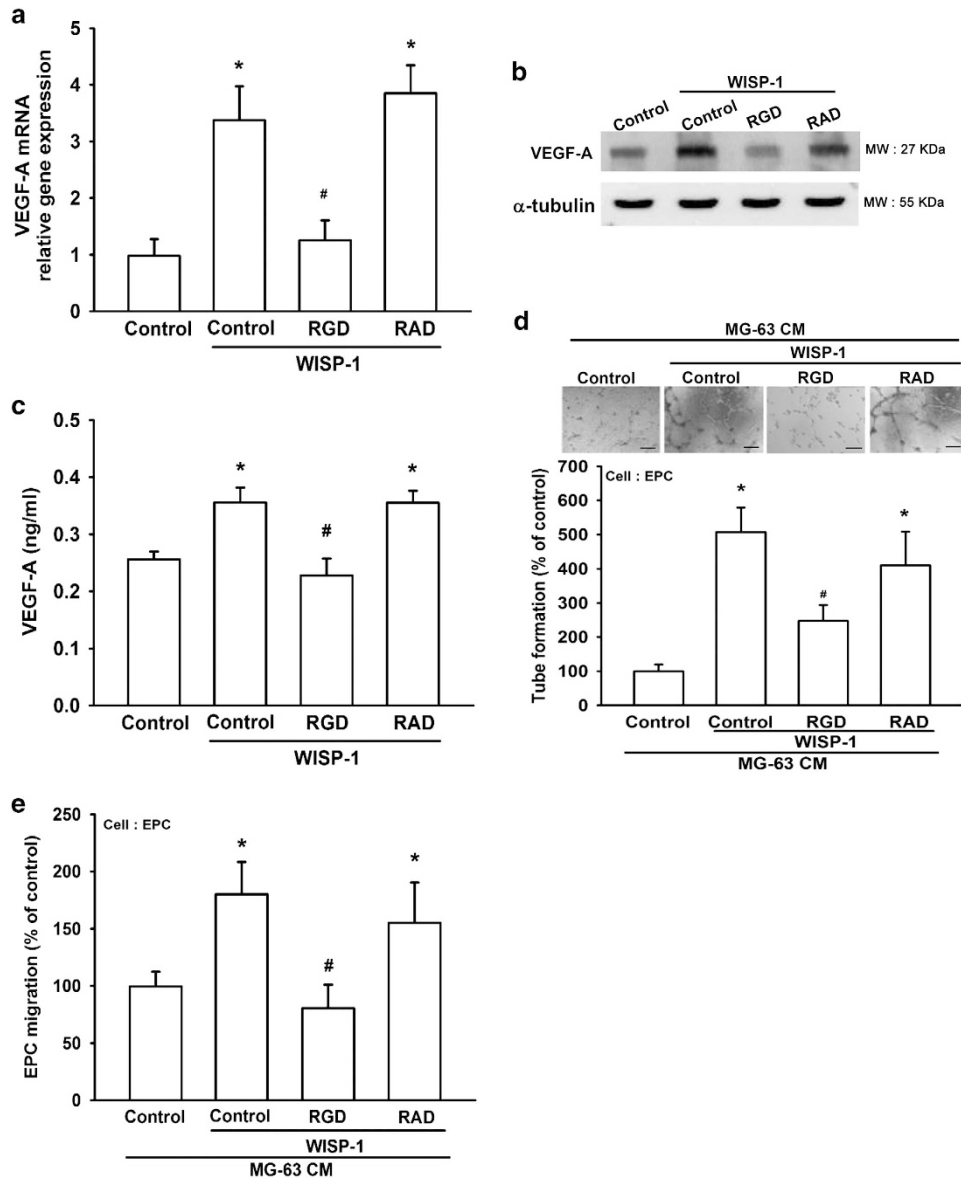 a
VEGF-A mRNA
relative gene expression
5
4
3
2
1
0
*
#
*
Control
Control
RGD
RAD
WISP-1
b
WISP-1
Control
Control
RGD
RAD
VEGF-A
MW : 27 KDa
α-tubulin
MW : 55 KDa
c
VEGF-A (ng/ml)
0.5
0.4
0.3
0.2
0.1
0.0
*
#
*
Control
Control
RGD
RAD
WISP-1
d
MG-63 CM
WISP-1
Control
Control
RGD
RAD
Tube formation (% of control)
700
600
500
400
300
200
100
0
Cell : EPC
*
#
*
Control
Control
RGD
RAD
WISP-1
MG-63 CM
e
EPC migration (% of control)
250
200
150
100
50
0
Cell : EPC
*
#
*
Control
Control
RGD
RAD
WISP-1
MG-63 CM